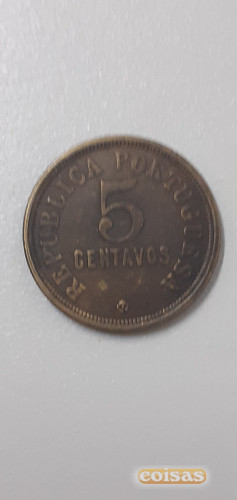 REPUBLICA PORTUGUESA
5
CENTAVOS
coisas